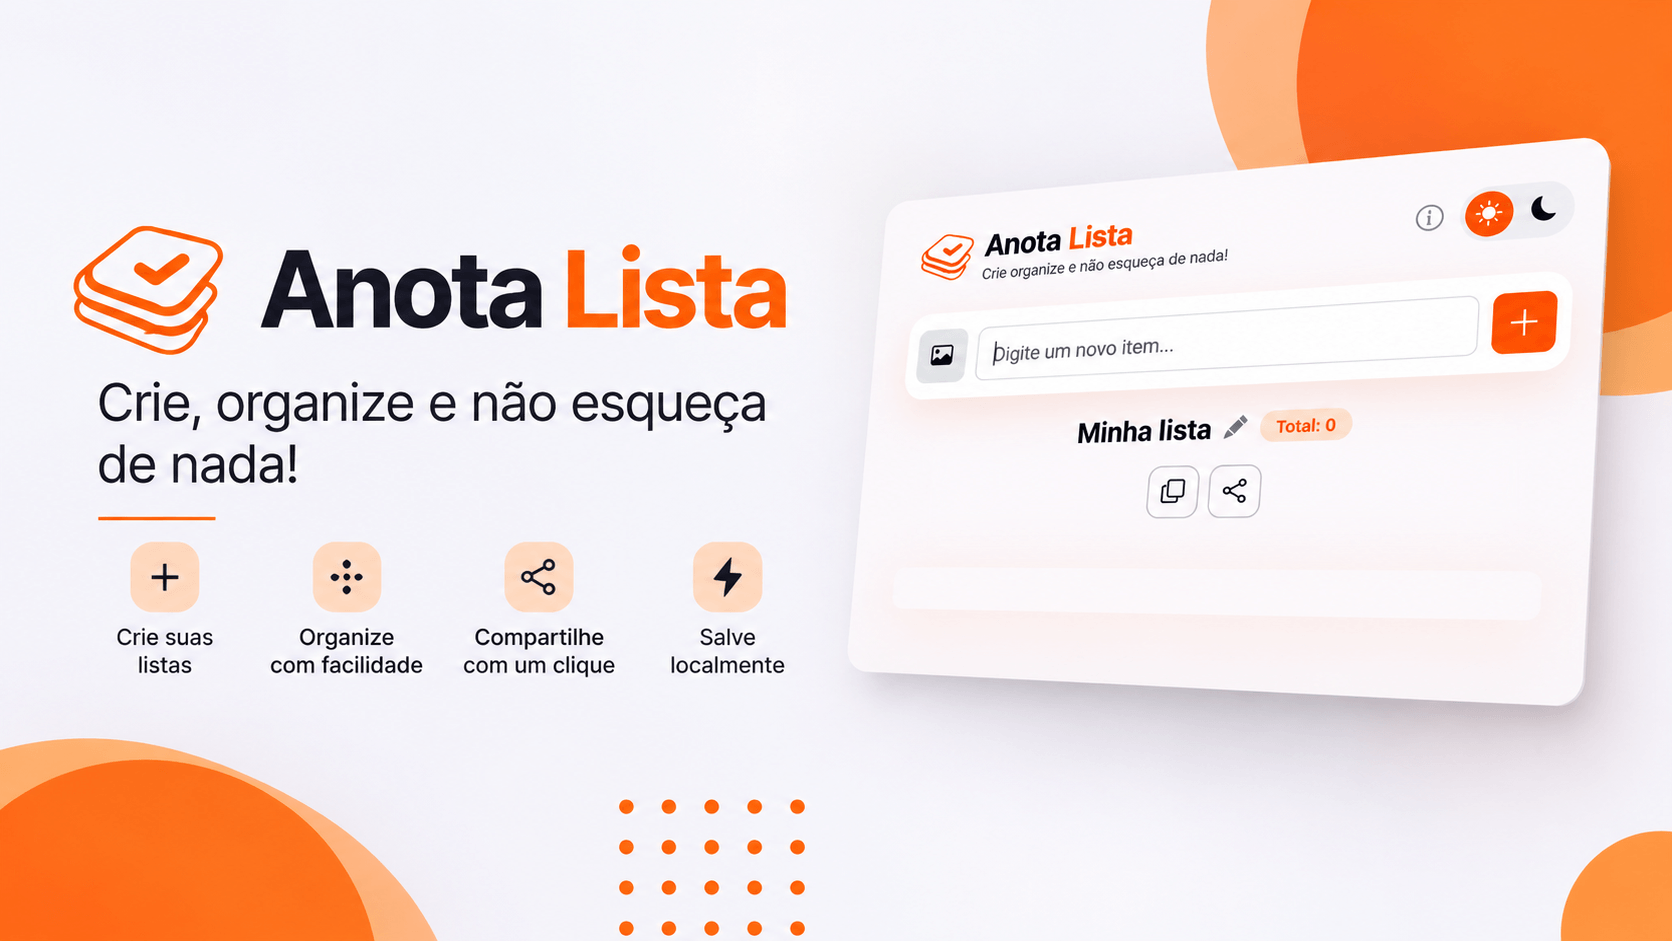 Anota Lista
Crie, organize e não esqueça
de nada!
Crie suas
listas
Organize
com facilidade
Compartilhe
com um clique
Salve
localmente
Anota Lista
Crie organize e não esqueça de nada!
Digite um novo item...
Minha lista
Total: 0